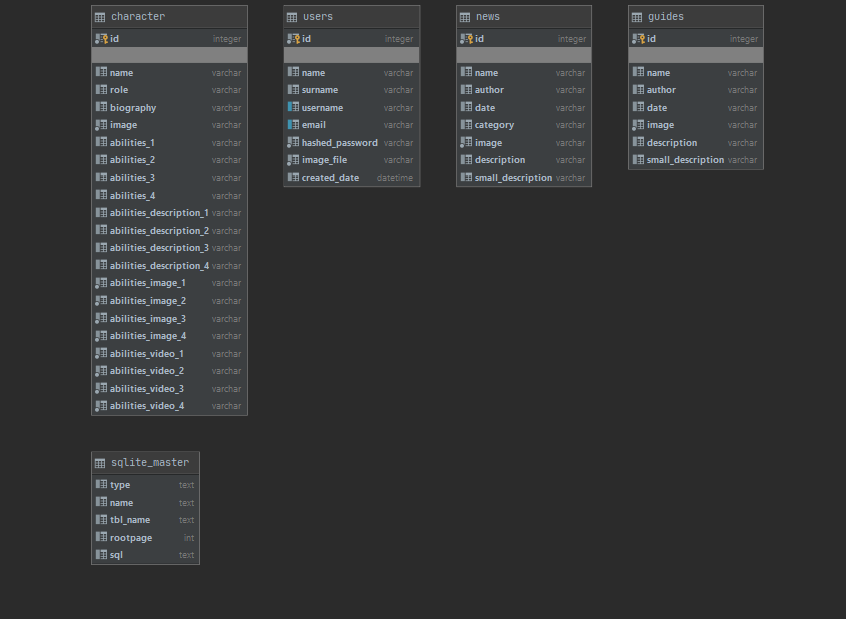 character
id integer
name varchar
role varchar
biography varchar
image varchar
abilities_1 varchar
abilities_2 varchar
abilities_3 varchar
abilities_4 varchar
abilities_description_1 varchar
abilities_description_2 varchar
abilities_description_3 varchar
abilities_description_4 varchar
abilities_image_1 varchar
abilities_image_2 varchar
abilities_image_3 varchar
abilities_image_4 varchar
abilities_video_1 varchar
abilities_video_2 varchar
abilities_video_3 varchar
abilities_video_4 varchar
users
id integer
name varchar
surname varchar
username varchar
email varchar
hashed_password varchar
image_file varchar
created_date datetime
news
id integer
name varchar
author varchar
date varchar
category varchar
image varchar
description varchar
small_description varchar
guides
id integer
name varchar
author varchar
date varchar
image varchar
description varchar
small_description varchar
sqlite_master
type text
name text
tbl_name text
rootpage int
sql text